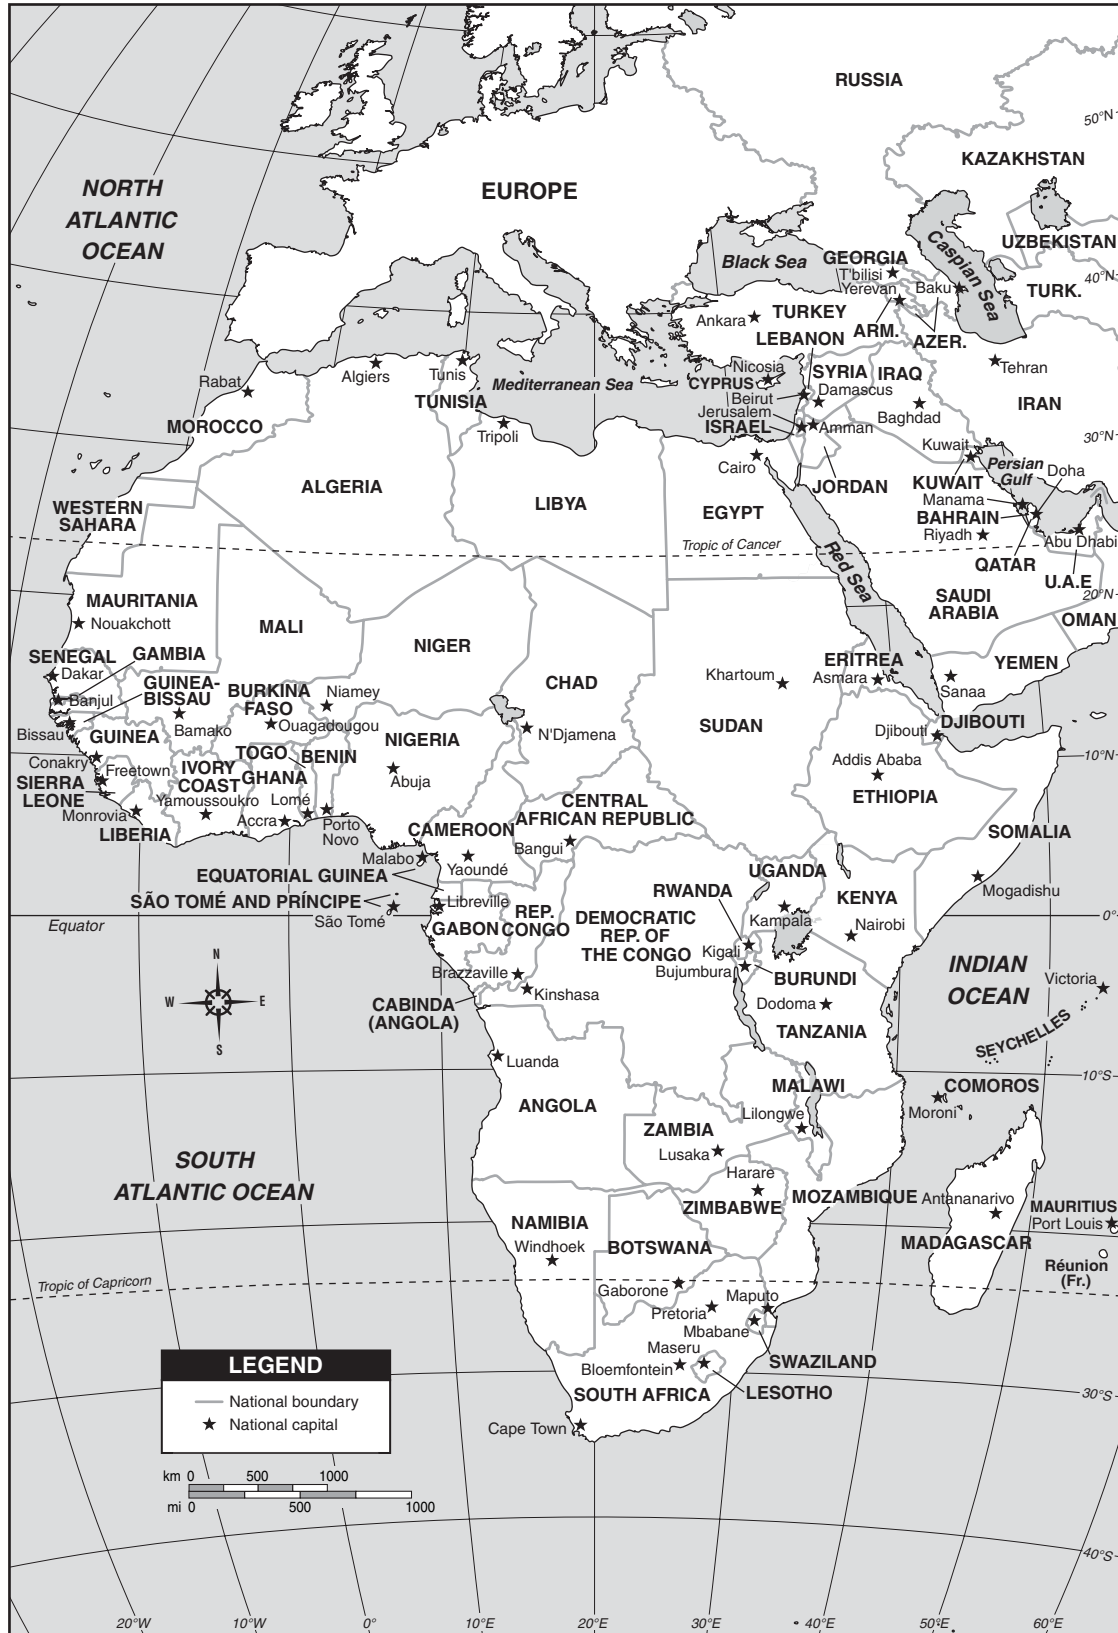 RUSSIA
50°N
KAZAKHSTAN
NORTH
ATLANTIC
OCEAN
EUROPE
UZBEKISTAN
Caspian Sea
Black Sea
GEORGIA
T'bilisi
Yerevan
Baku
40°N
TURK.
Ankara
TURKEY
ARM.
AZER.
LEBANON
Tehran
Rabat
Algiers
Tunis
Mediterranean Sea
Nicosia
CYPRUS
SYRIA
IRAQ
Damascus
Beirut
TUNISIA
Baghdad
IRAN
Jerusalem
ISRAEL
Amman
MOROCCO
Tripoli
30°N
Cairo
Kuwait
Persian
Gulf
Doha
ALGERIA
LIBYA
EGYPT
JORDAN
KUWAIT
Manama
BAHRAIN
WESTERN
SAHARA
Riyadh
Abu Dhabi
Tropic of Cancer
Red Sea
QATAR
U.A.E
20°N
MAURITANIA
Nouakchott
MALI
NIGER
SAUDI
ARABIA
OMAN
SENEGAL
GAMBIA
Dakar
Banjul
GUINEA-
BISSAU
BURKINA
FASO
Niamey
CHAD
Khartoum
ERITREA
Asmara
YEMEN
Sanaa
Bissau
GUINEA
Bamako
Ouagadougou
NIGERIA
N'Djamena
SUDAN
Djibouti
DJIBOUTI
10°N
Conakry
Freetown
TOGO
BENIN
GHANA
IVORY
COAST
Abuja
Addis Ababa
ETHIOPIA
SIERRA
LEONE
Yamoussoukro
Lomé
Monrovia
Accra
LIBERIA
Porto
Novo
CENTRAL
AFRICAN REPUBLIC
CAMEROON
Bangui
SOMALIA
Malabo
Yaoundé
EQUATORIAL GUINEA
UGANDA
Mogadishu
SÃO TOMÉ AND PRÍNCIPE
Libreville
São Tomé
GABON
REP.
CONGO
DEMOCRATIC
REP. OF
THE CONGO
RWANDA
Kampala
KENYA
Nairobi
0°
Equator
Kigali
Bujumbura
BURUNDI
INDIAN
OCEAN
Victoria
N
W
E
S
Brazzaville
Kinshasa
CABINDA
(ANGOLA)
Dodoma
TANZANIA
SEYCHELLES
Luanda
10°S
MALAWI
COMOROS
Moroni
ANGOLA
Lilongwe
ZAMBIA
Lusaka
SOUTH
ATLANTIC OCEAN
Harare
ZIMBABWE
MOZAMBIQUE
Antananarivo
MAURITIUS
Port Louis
NAMIBIA
Windhoek
BOTSWANA
MADAGASCAR
Réunion
(Fr.)
Tropic of Capricorn
Gaborone
Pretoria
Maputo
Mbabane
Maseru
Bloemfontein
SWAZILAND
SOUTH AFRICA
LESOTHO
30°S
Cape Town
LEGEND
National boundary
National capital
km 0 500 1000
mi 0 500 1000
40°S
20°W 10°W 0° 10°E 20°E 30°E 40°E 50°E 60°E